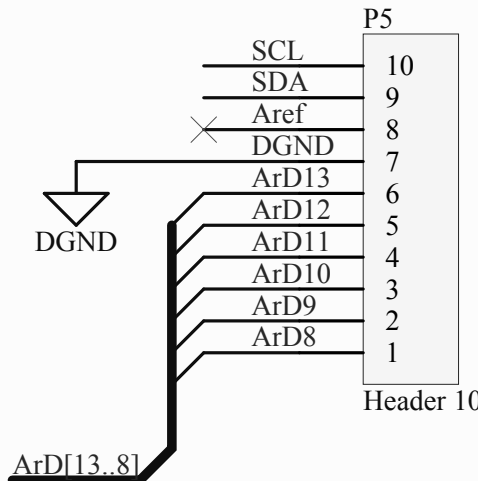 P5
SCL 10
SDA 9
Aref 8
DGND 7
ArD13 6
ArD12 5
DGND
ArD11 4
ArD10 3
ArD9 2
ArD8 1
Header 10
ArD[13..8]